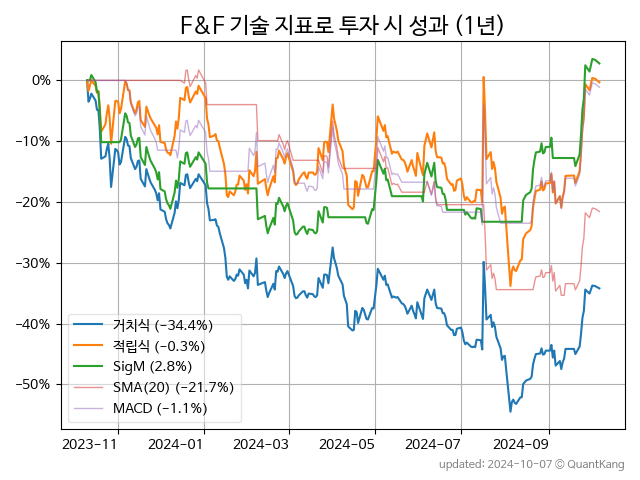 F&F 기술 지표로 투자 시 성과 (1년)
0%
−10%
−20%
−30%
−40%
−50%
거치식 (−34.4%)
적립식 (−0.3%)
SigM (2.8%)
SMA(20) (−21.7%)
MACD (−1.1%)
2023−11 2024−01 2024−03 2024−05 2024−07 2024−09
updated: 2024-10-07 © QuantKang